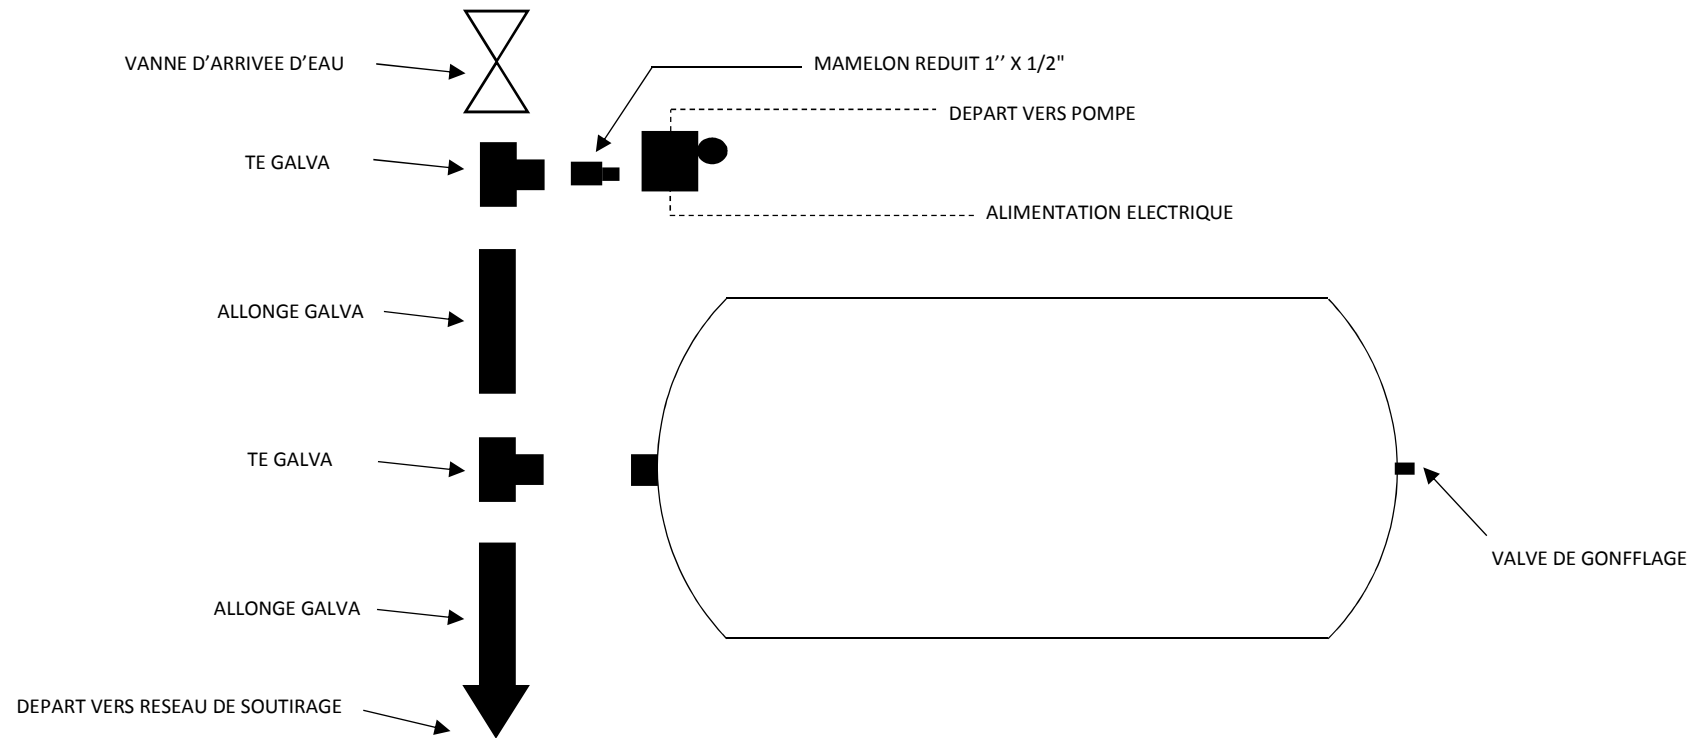 VANNE D'ARRIVEE D'EAU
MAMELON REDUIT 1’’ X 1/2"
DEPART VERS POMPE
TE GALVA
ALIMENTATION ELECTRIQUE
ALLONGE GALVA
TE GALVA
VALVE DE GONFFLAGE
ALLONGE GALVA
DEPART VERS RESEAU DE SOUTIRAGE